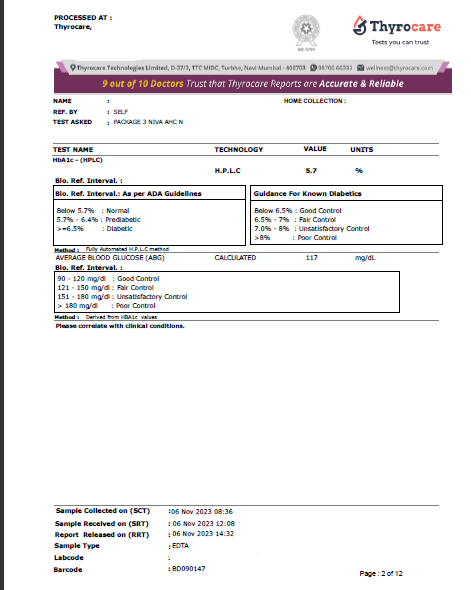 PROCESSED AT :
Thyrocare,
Thyrocare
Tests you can trust
Thyrocare Technologies Limited, D-37/3, TTC MIDC, Turbhe, Navi Mumbai - 400703 98706 66333 wellness@thyrocare.com
9 out of 10 Doctors Trust that Thyrocare Reports are Accurate & Reliable
NAME : HOME COLLECTION :
REF. BY : SELF
TEST ASKED : PACKAGE 3 NIVA AHC N
TEST NAME TECHNOLOGY VALUE UNITS
HbA1c - (HPLC)
H.P.L.C 5.7 %
Bio. Ref. Interval. :
Bio. Ref. Interval.: As per ADA Guidelines
Below 5.7% : Normal
5.7% - 6.4% : Prediabetic
>=6.5% : Diabetic
Guidance For Known Diabetics
Below 6.5% : Good Control
6.5% - 7% : Fair Control
7.0% - 8% : Unsatisfactory Control
>8% : Poor Control
Method : Fully Automated H.P.L.C method
AVERAGE BLOOD GLUCOSE (ABG) CALCULATED 117 mg/dL
Bio. Ref. Interval. :
90 - 120 mg/dl : Good Control
121 - 150 mg/dl : Fair Control
151 - 180 mg/dl : Unsatisfactory Control
> 180 mg/dl : Poor Control
Method : Derived from HBA1c values
Please correlate with clinical conditions.
Sample Collected on (SCT) :06 Nov 2023 08:36
Sample Received on (SRT) : 06 Nov 2023 12:08
Report Released on (RRT) : 06 Nov 2023 14:32
Sample Type : EDTA
Labcode :
Barcode : BD090147
Page : 2 of 12